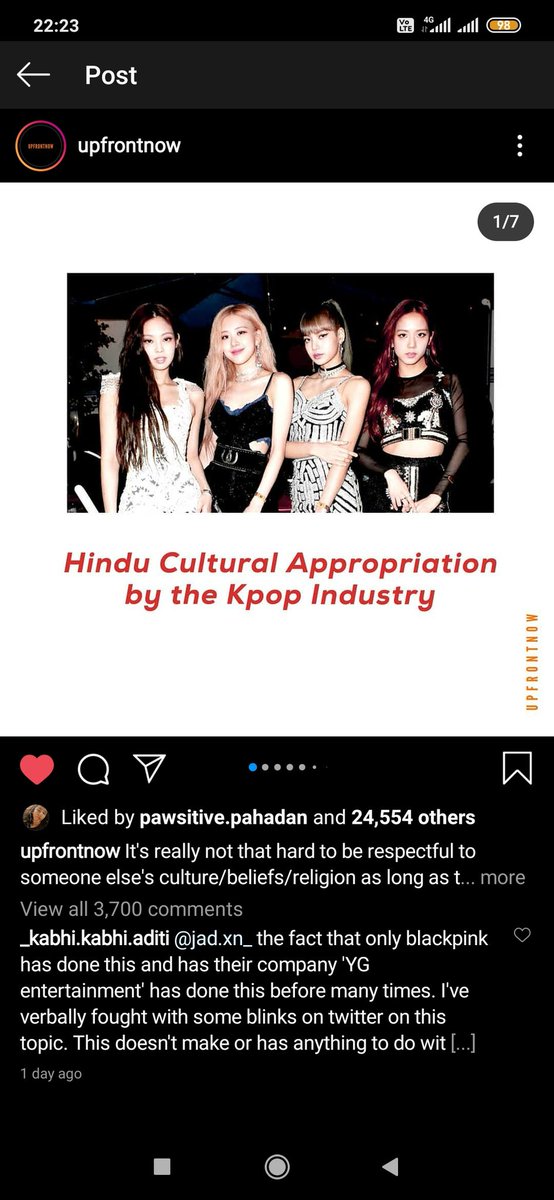 22:23
Vo LTE 4G 98
Post
UPFRONTNOW
upfrontnow
1/7
Hindu Cultural Appropriation
by the Kpop Industry
UPFRONTNOW
Liked by pawsitive.pahadan and 24,554 others
upfrontnow It's really not that hard to be respectful to
someone else's culture/beliefs/religion as long as t... more
View all 3,700 comments
_kabhi.kabhi.aditi @jad.xn_ the fact that only blackpink
has done this and has their company 'YG
entertainment' has done this before many times. I've
verbally fought with some blinks on twitter on this
topic. This doesn't make or has anything to do wit [...]
1 day ago